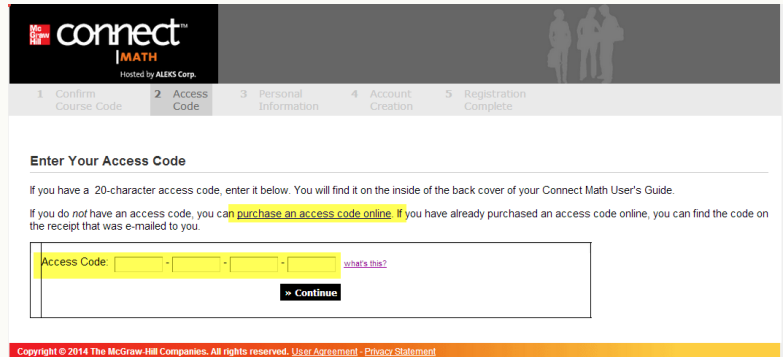 Mc
Graw
Hill
connect™
MATH
Hosted by ALEKS Corp.
1 Confirm Course Code
2 Access Code
3 Personal Information
4 Account Creation
5 Registration Complete
Enter Your Access Code
If you have a 20-character access code, enter it below. You will find it on the inside of the back cover of your Connect Math User's Guide.
If you do not have an access code, you can purchase an access code online. If you have already purchased an access code online, you can find the code on
the receipt that was e-mailed to you.
Access Code: - - - what's this?
» Continue
Copyright © 2014 The McGraw-Hill Companies. All rights reserved. User Agreement - Privacy Statement